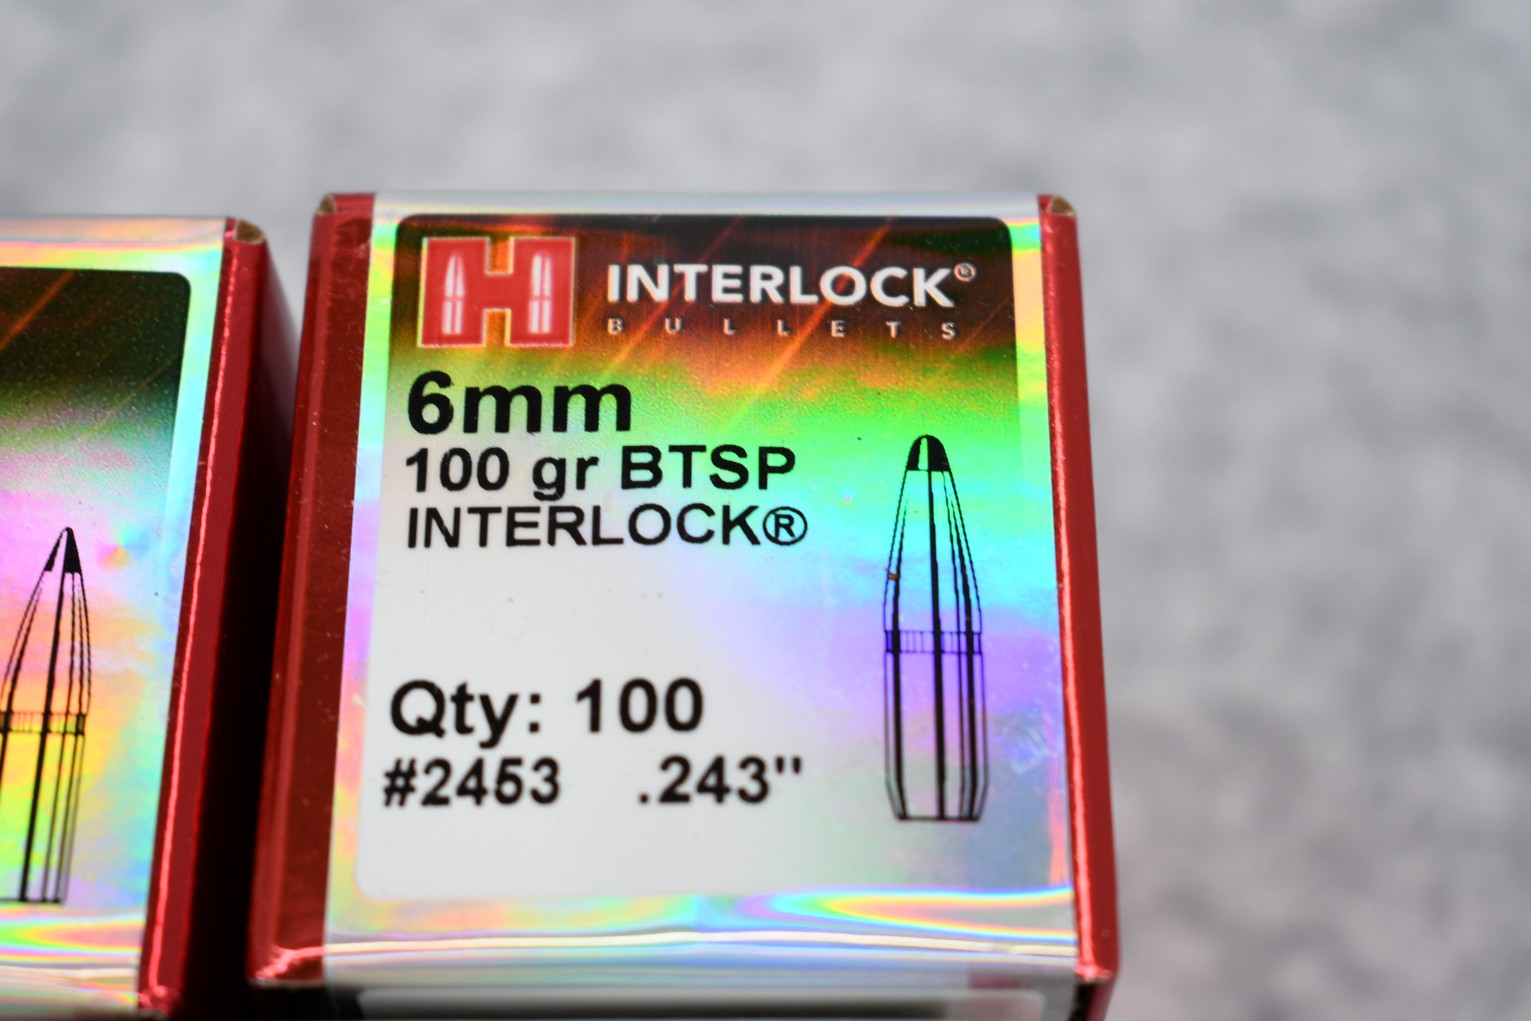 H
INTERLOCK®
BULLETS
6mm
100 gr BTSP
INTERLOCK®
Qty: 100
#2453 .243"